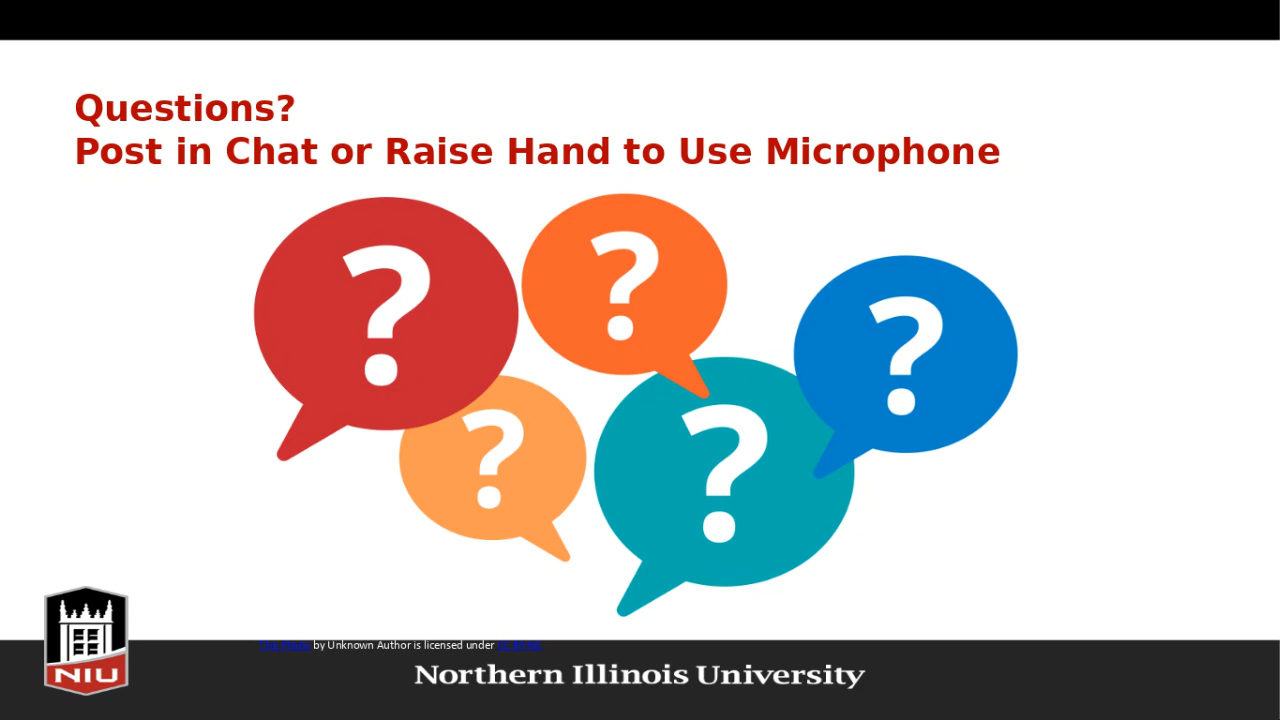 Questions?
Post in Chat or Raise Hand to Use Microphone
?
?
?
?
?
This Photo by Unknown Author is licensed under CC BY-NC
NIU
Northern Illinois University